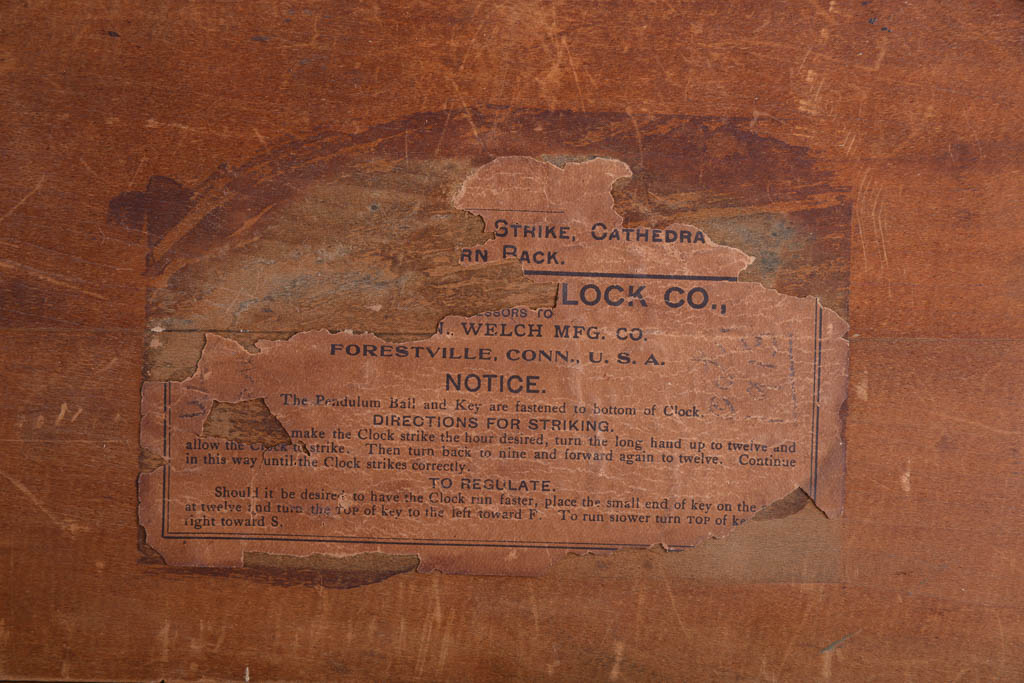 STRIKE, CATHEDRA
RN BACK.
LOCK CO.,
ESSORS TO
N. WELCH MFG. CO.
FORESTVILLE, CONN., U. S. A.
NOTICE.
The Pendulum Ball and Key are fastened to bottom of Clock.
DIRECTIONS FOR STRIKING.
make the Clock strike the hour desired, turn the long hand up to twelve and
allow the Clock to strike. Then turn back to nine and forward again to twelve. Continue
in this way until the Clock strikes correctly.
TO REGULATE.
Should it be desired to have the Clock run faster, place the small end of key on the
at twelve and turn the TOP of key to the left toward F. To run slower turn TOP of ke
right toward S.